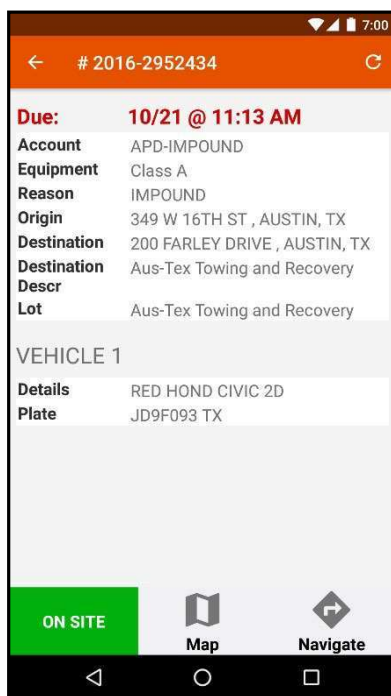 7:00
# 2016-2952434
Due: 10/21 @ 11:13 AM
Account APD-IMPOUND
Equipment Class A
Reason IMPOUND
Origin 349 W 16TH ST , AUSTIN, TX
Destination 200 FARLEY DRIVE , AUSTIN, TX
Destination Aus-Tex Towing and Recovery
Descr
Lot Aus-Tex Towing and Recovery
VEHICLE 1
Details RED HOND CIVIC 2D
Plate JD9F093 TX
ON SITE
Map
Navigate